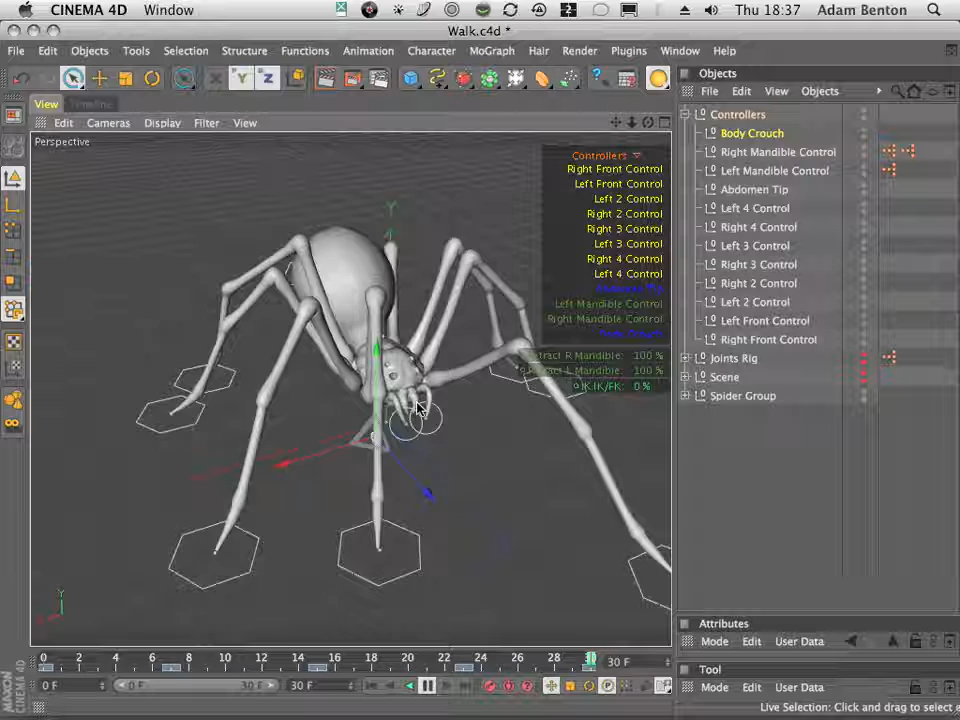 CINEMA 4D Window Thu 18:37 Adam Benton
Walk.c4d *
File Edit Objects Tools Selection Structure Functions Animation Character MoGraph Hair Render Plugins Window Help
View Timeline
Edit Cameras Display Filter View
Perspective
Controllers
Right Front Control
Left Front Control
Left 2 Control
Right 2 Control
Right 3 Control
Left 3 Control
Right 4 Control
Left 4 Control
Abdomen Tip
Left Mandible Control
Right Mandible Control
Body Crouch
Retract R Mandible: 100 %
Retract L Mandible: 100 %
IK/FK: 0 %
Y
Y
0 2 4 6 8 10 12 14 16 18 20 22 24 26 28 30 F
0 F 0 F 30 F 30 F
MAXON
CINEMA 4D
Objects
File Edit View Objects
Controllers
Body Crouch
Right Mandible Control
Left Mandible Control
Abdomen Tip
Left 4 Control
Right 4 Control
Left 3 Control
Right 3 Control
Right 2 Control
Left 2 Control
Left Front Control
Right Front Control
Joints Rig
Scene
Spider Group
Attributes
Mode Edit User Data
Tool
Mode Edit User Data
Live Selection: Click and drag to select